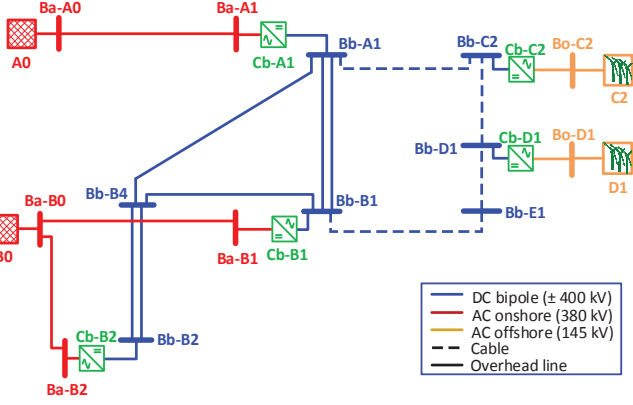 Ba-A0
Ba-A1
A0
Cb-A1
Bb-A1
Bb-C2
Cb-C2
Bo-C2
C2
Bb-D1
Cb-D1
Bo-D1
D1
Bb-B4
Ba-B0
B0
Bb-B1
Bb-E1
Ba-B1
Cb-B1
Cb-B2
Bb-B2
Ba-B2
DC bipole (± 400 kV)
AC onshore (380 kV)
AC offshore (145 kV)
Cable
Overhead line